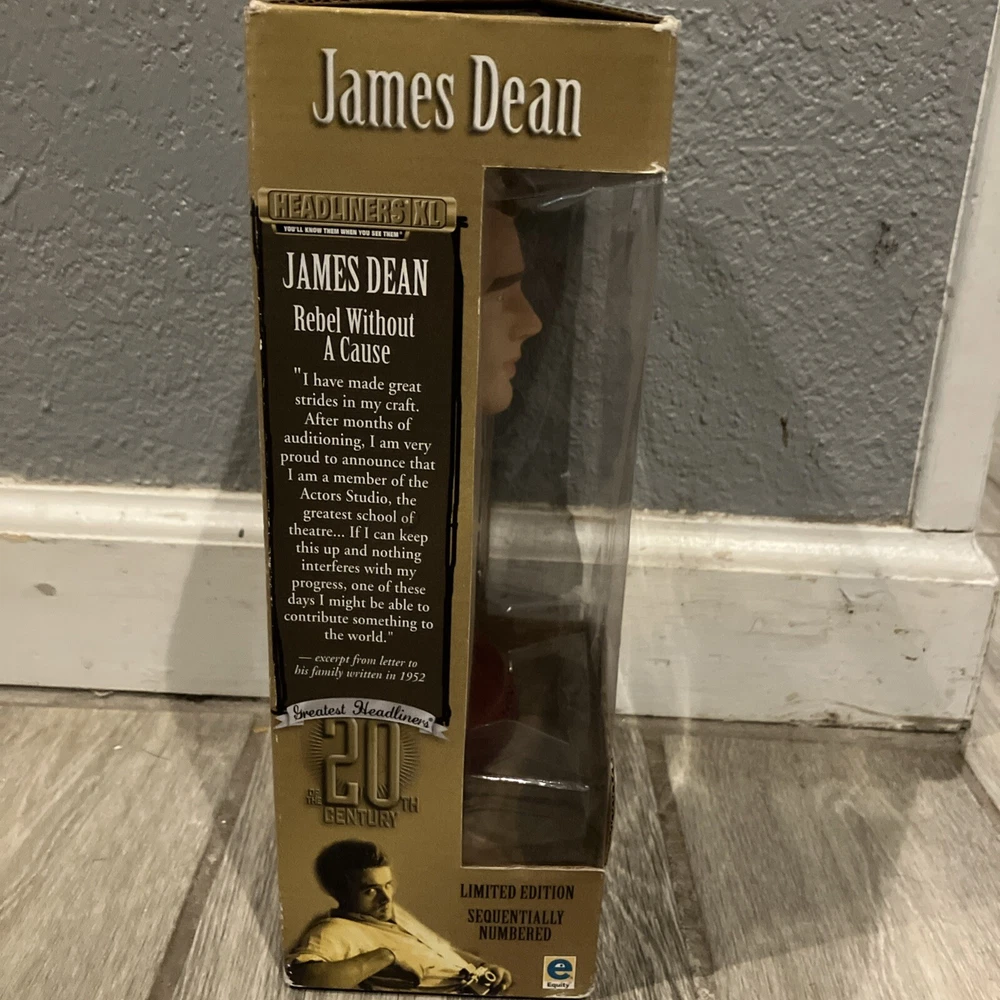 James Dean
HEADLINERS XL
YOU'LL KNOW THEM WHEN YOU SEE THEM
JAMES DEAN
Rebel Without
A Cause
"I have made great
strides in my craft.
After months of
auditioning, I am very
proud to announce that
I am a member of the
Actors Studio, the
greatest school of
theatre... If I can keep
this up and nothing
interferes with my
progress, one of these
days I might be able to
contribute something to
the world."
— excerpt from letter to
his family written in 1952
Greatest Headliners®
OF THE 20TH
CENTURY
LIMITED EDITION
SEQUENTIALLY
NUMBERED
e
Equity